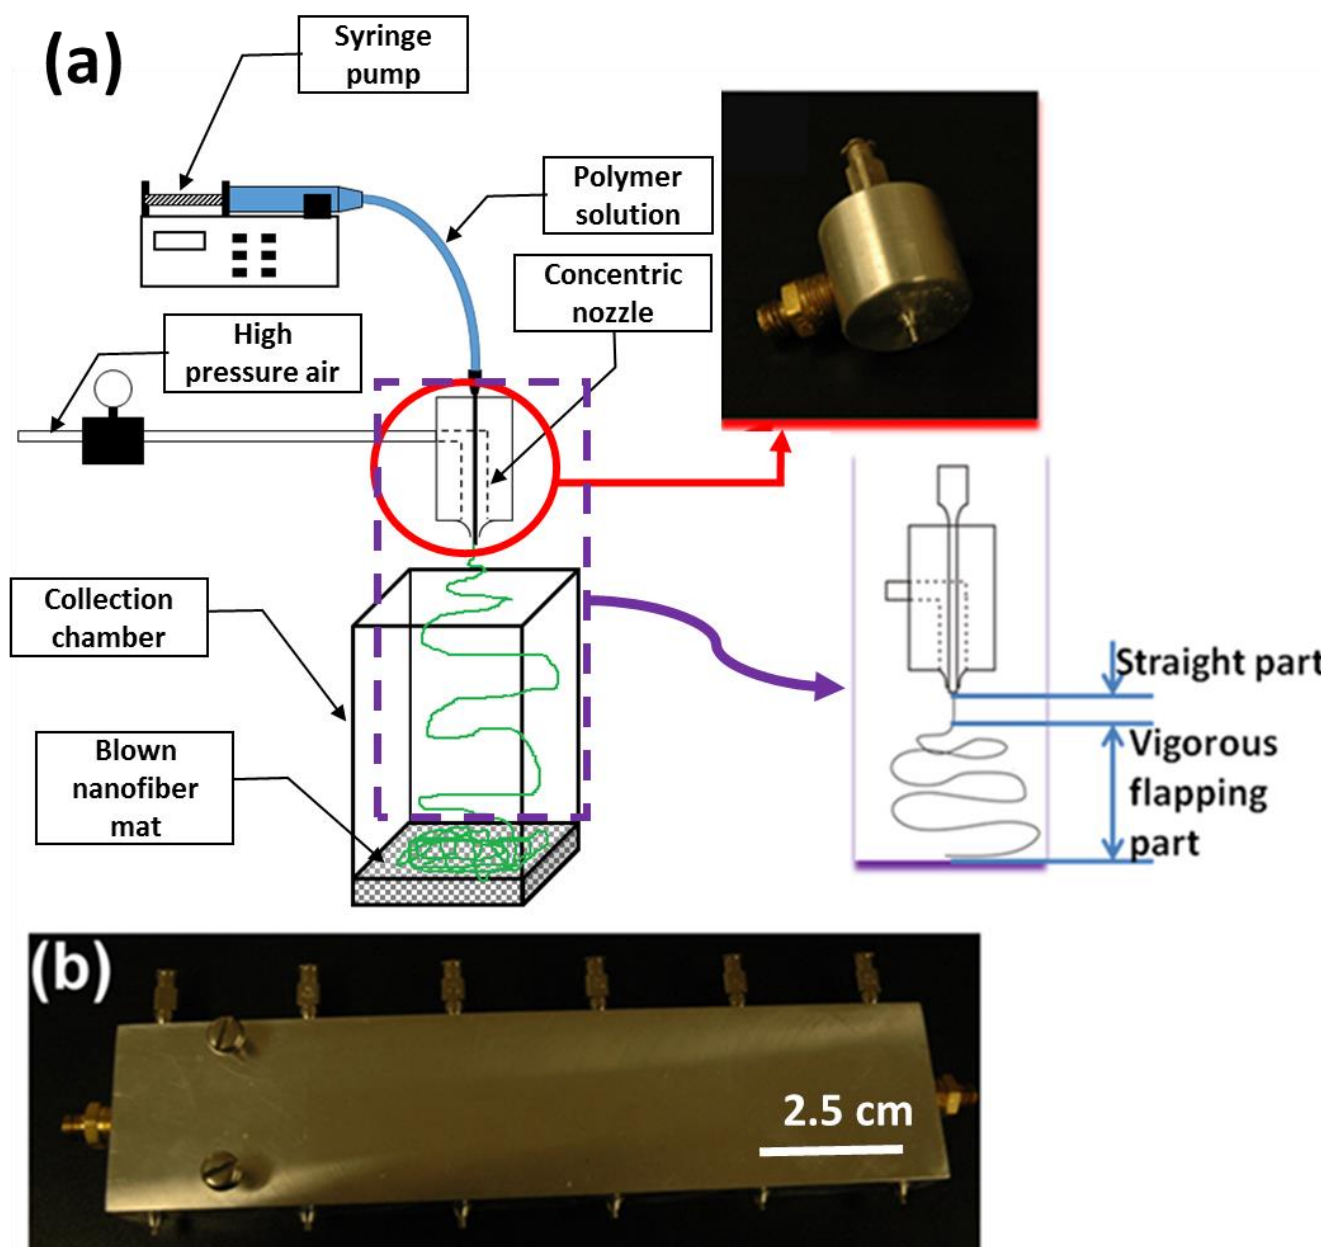 (a)
Syringe
pump
Polymer
solution
Concentric
nozzle
High
pressure air
Collection
chamber
Straight part
Blown
nanofiber
mat
Vigorous
flapping
part
(b)
2.5 cm